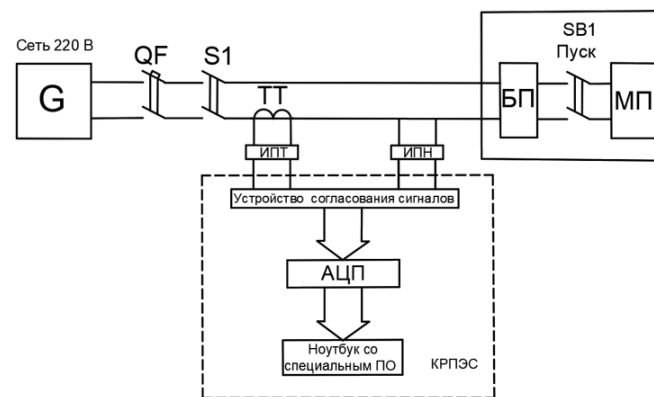 Сеть 220 В
G
QF
S1
ТТ
SB1
Пуск
БП
МП
ИПТ
ИПН
Устройство согласования сигналов
АЦП
Ноутбук со
специальным ПО
КРПЭС